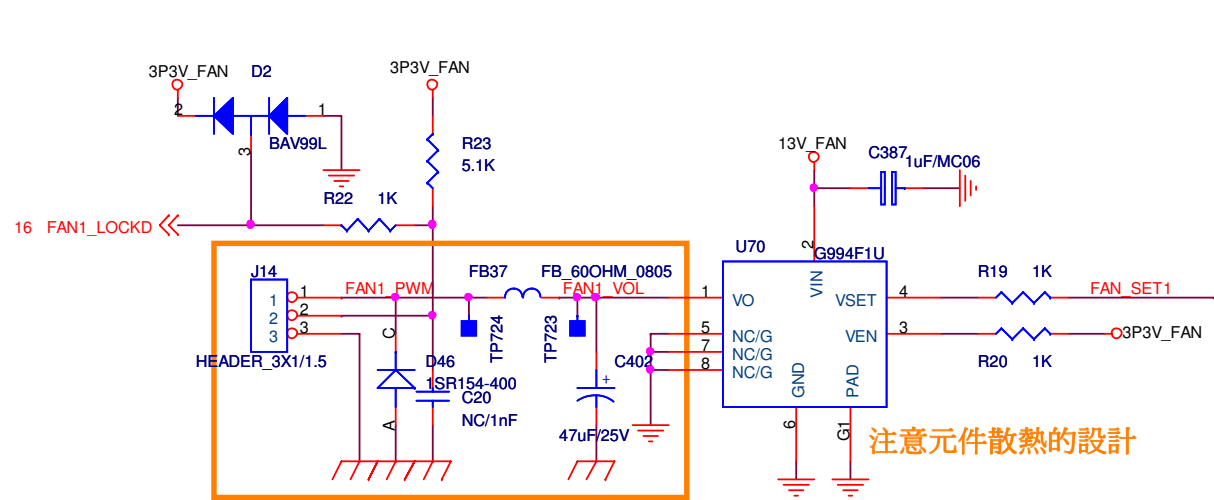 3P3V_FAN
D2
3P3V_FAN
2
1
BAV99L
3
R23
5.1K
13V_FAN
C387
1uF/MC06
R22 1K
16 FAN1_LOCKD
2
U70
G994F1U
J14
FB37
FB_60OHM_0805
R19 1K
1
1
FAN1_PWM
FAN1_VOL
1
VO
VIN
VSET
4
FAN_SET1
2
2
3
3
TP724
TP723
5
NC/G
VEN
3
3P3V_FAN
7
NC/G
8
NC/G
HEADER_3X1/1.5
C
D46
1SR154-400
C20
NC/1nF
A
C402
+
47uF/25V
R20 1K
GND
PAD
6
G1
注意元件散熱的設計